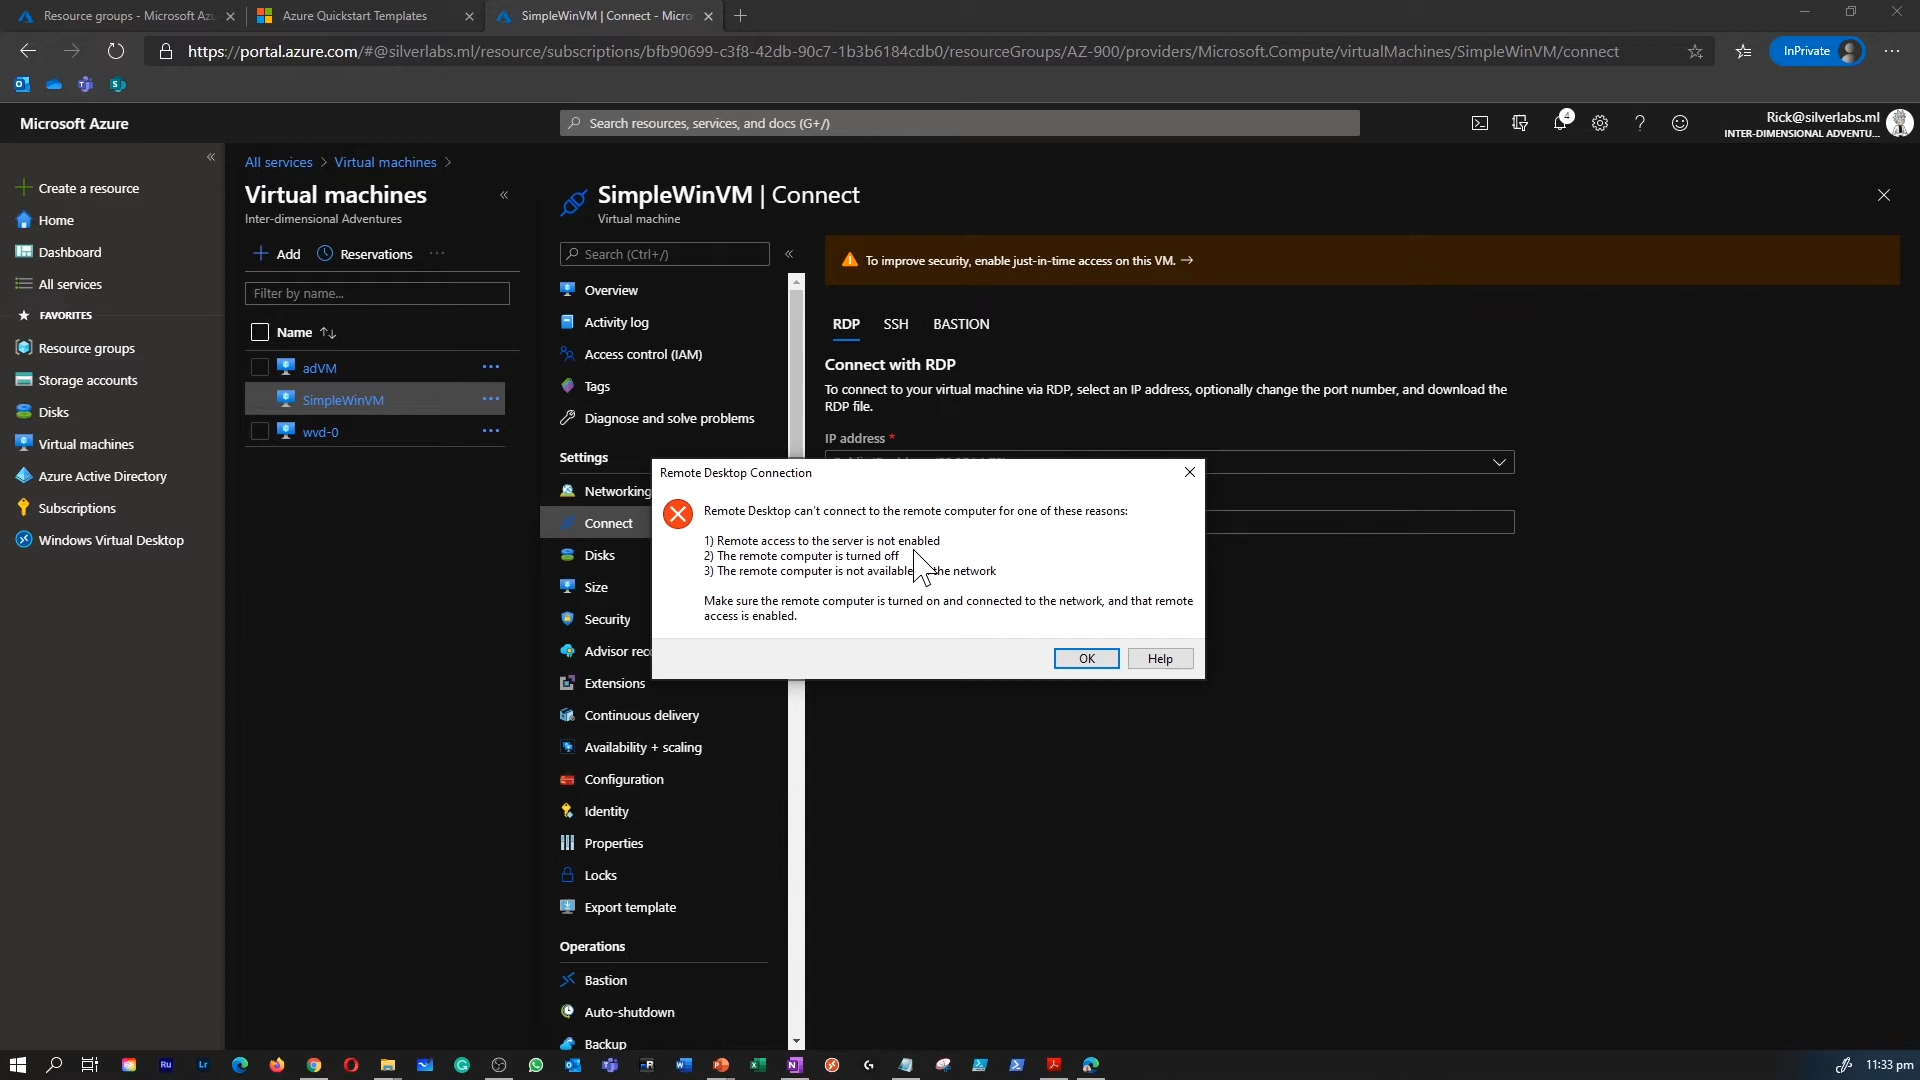 Resource groups - Microsoft Azu
Azure Quickstart Templates
SimpleWinVM | Connect - Micro
https://portal.azure.com/#@silverlabs.ml/resource/subscriptions/bfb90699-c3f8-42db-90c7-1b3b6184cdb0/resourceGroups/AZ-900/providers/Microsoft.Compute/virtualMachines/SimpleWinVM/connect
InPrivate
Microsoft Azure
Search resources, services, and docs (G+/)
4
Rick@silverlabs.ml
INTER-DIMENSIONAL ADVENTU...
Create a resource
Home
Dashboard
All services
FAVORITES
Resource groups
Storage accounts
Disks
Virtual machines
Azure Active Directory
Subscriptions
Windows Virtual Desktop
All services > Virtual machines >
Virtual machines
Inter-dimensional Adventures
Add
Reservations
Filter by name...
Name
adVM
SimpleWinVM
wvd-0
SimpleWinVM | Connect
Virtual machine
Search (Ctrl+/)
Overview
Activity log
Access control (IAM)
Tags
Diagnose and solve problems
Settings
Networking
Connect
Disks
Size
Security
Advisor reco
Extensions
Continuous delivery
Availability + scaling
Configuration
Identity
Properties
Locks
Export template
Operations
Bastion
Auto-shutdown
Backup
To improve security, enable just-in-time access on this VM. →
RDP
SSH
BASTION
Connect with RDP
To connect to your virtual machine via RDP, select an IP address, optionally change the port number, and download the
RDP file.
IP address *
Remote Desktop Connection
Remote Desktop can't connect to the remote computer for one of these reasons:
1) Remote access to the server is not enabled
2) The remote computer is turned off
3) The remote computer is not available the network
Make sure the remote computer is turned on and connected to the network, and that remote
access is enabled.
OK
Help
11:33 pm